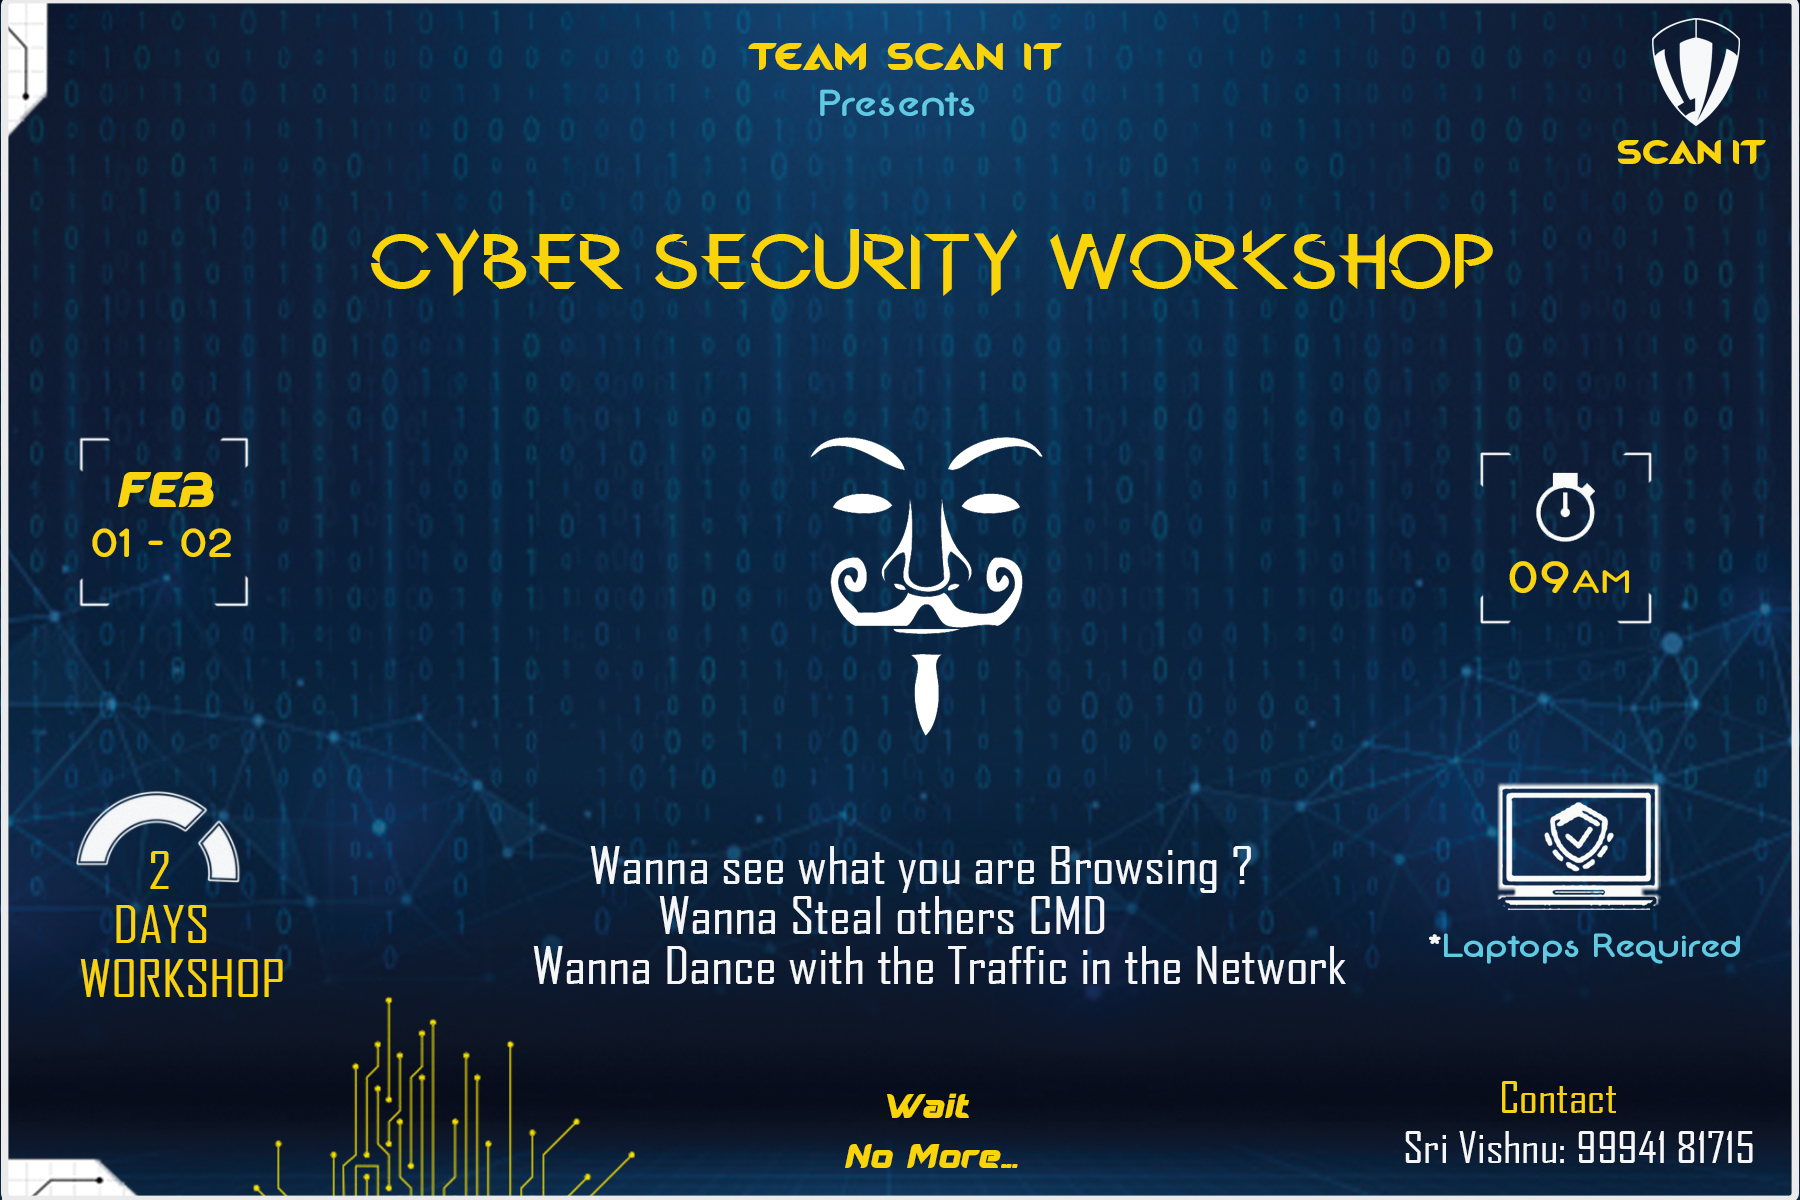 TEAM SCAN IT
Presents
SCAN IT
CYBER SECURITY WORKSHOP
FEB
01 - 02
09AM
2
DAYS
WORKSHOP
Wanna see what you are Browsing ?
Wanna Steal others CMD
Wanna Dance with the Traffic in the Network
*Laptops Required
Wait
No More...
Contact
Sri Vishnu: 99941 81715